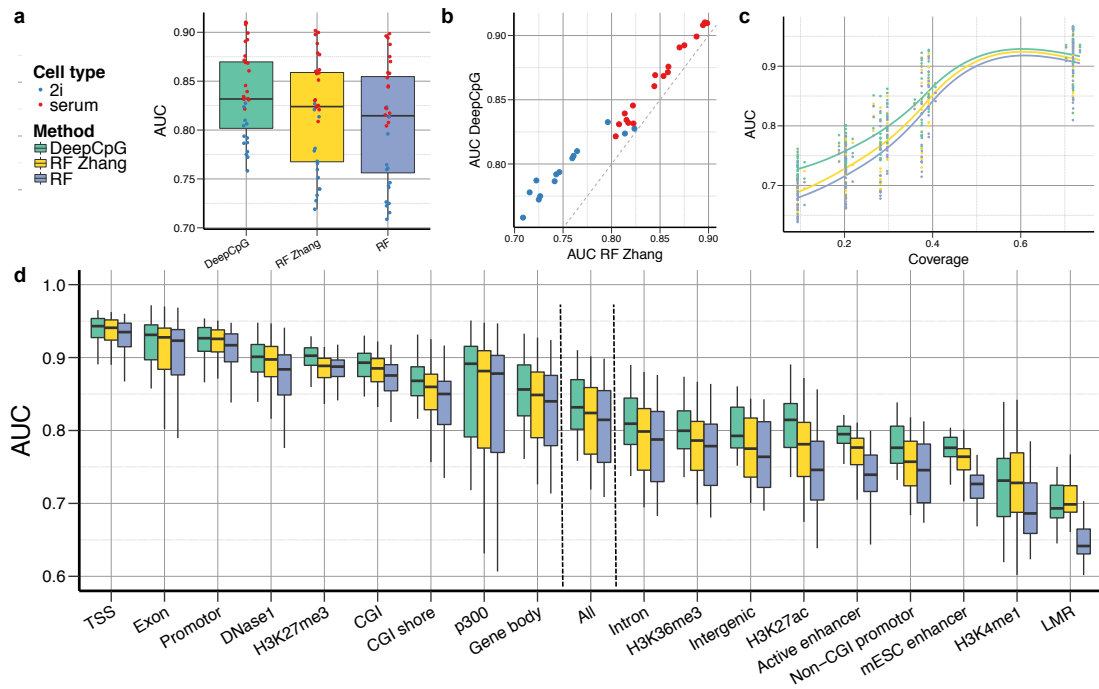 a
Cell type
2i
serum
Method
DeepCpG
RF Zhang
RF
AUC
0.90
0.85
0.80
0.75
0.70
DeepCpG
RF Zhang
RF
b
AUC DeepCpG
0.90
0.85
0.80
0.70
0.75
0.80
0.85
0.90
AUC RF Zhang
c
AUC
0.9
0.8
0.7
0.2
0.4
0.6
Coverage
d
AUC
1.0
0.9
0.8
0.7
0.6
TSS
Exon
Promotor
DNase1
H3K27me3
CGI
CGI shore
p300
Gene body
All
Intron
H3K36me3
Intergenic
H3K27ac
Active enhancer
Non−CGI promotor
mESC enhancer
H3K4me1
LMR